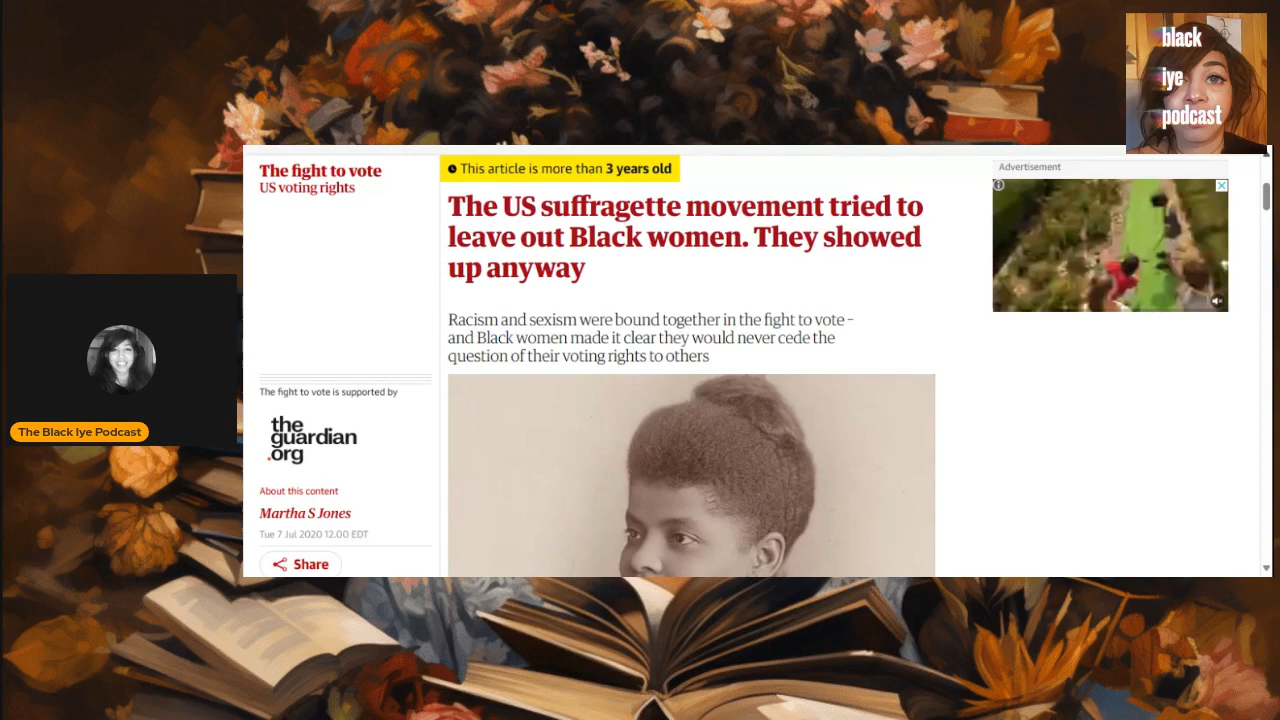 black
iye
podcast
The fight to vote
US voting rights
This article is more than 3 years old
Advertisement
The US suffragette movement tried to
leave out Black women. They showed
up anyway
Racism and sexism were bound together in the fight to vote –
and Black women made it clear they would never cede the
question of their voting rights to others
The fight to vote is supported by
the
guardian
.org
About this content
Martha S Jones
Tue 7 Jul 2020 12.00 EDT
Share
The Black Iye Podcast